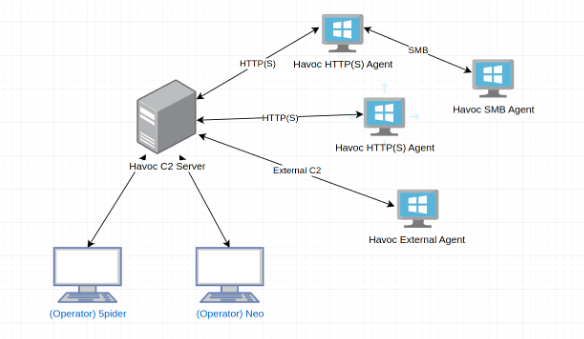 HTTP(S)
Havoc HTTP(S) Agent
SMB
Havoc SMB Agent
HTTP(S)
Havoc HTTP(S) Agent
Havoc C2 Server
External C2
Havoc External Agent
(Operator) 5pider
(Operator) Neo